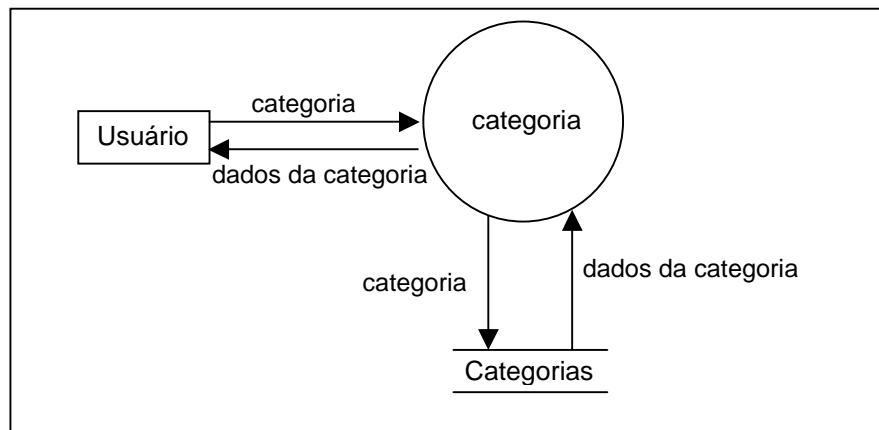 categoria
Usuário
categoria
dados da categoria
categoria
dados da categoria
Categorias